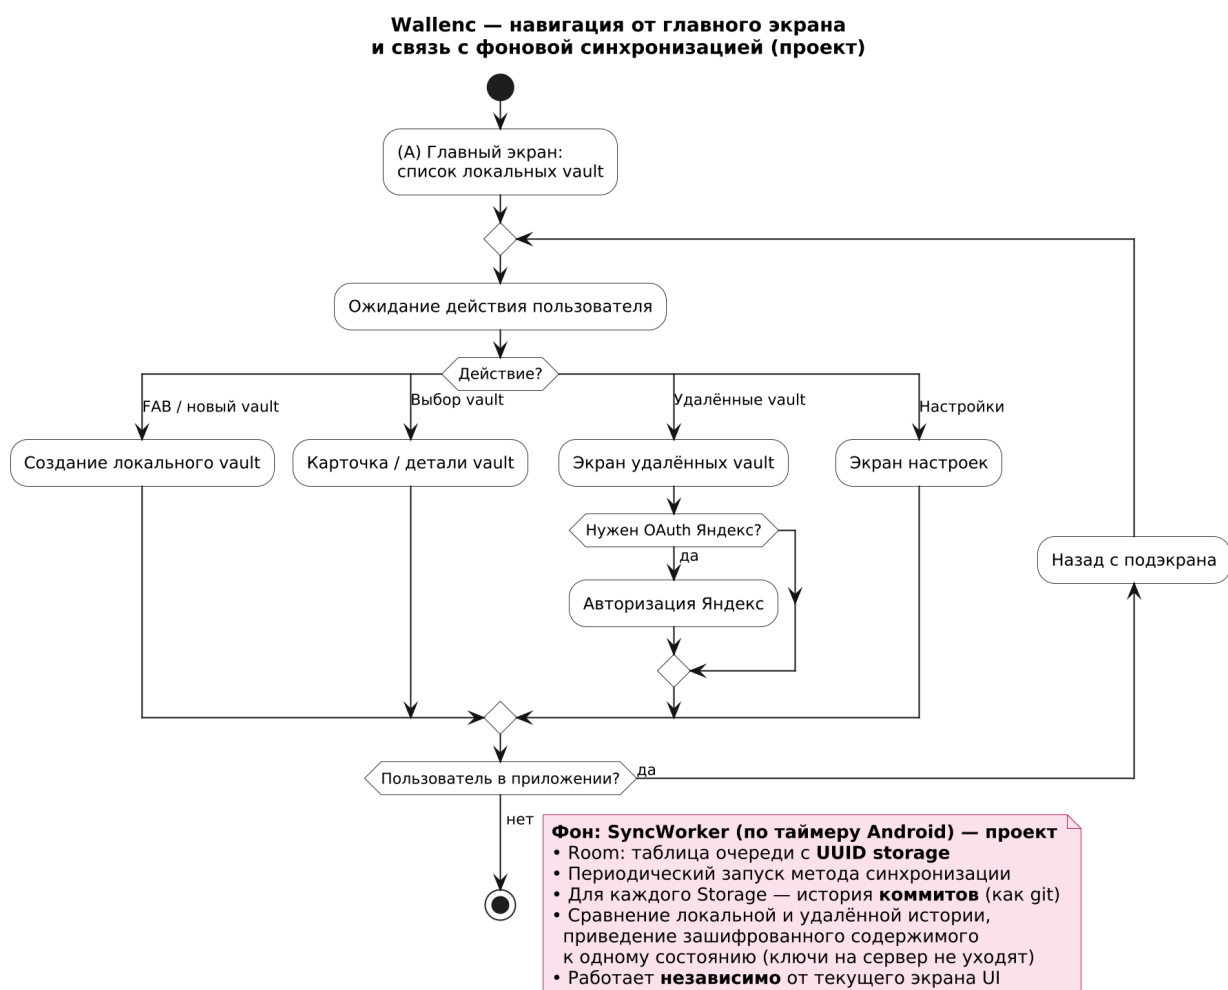 Wallenc — навигация от главного экрана
и связь с фоновой синхронизацией (проект)
(А) Главный экран:
список локальных vault
Ожидание действия пользователя
Действие?
FAB / новый vault
Выбор vault
Удалённые vault
Настройки
Создание локального vault
Карточка / детали vault
Экран удалённых vault
Экран настроек
Нужен OAuth Яндекс?
да
Авторизация Яндекс
Назад с подэкрана
Пользователь в приложении?
да
нет
Фон: SyncWorker (по таймеру Android) — проект
• Room: таблица очереди с UUID storage
• Периодический запуск метода синхронизации
• Для каждого Storage — история коммитов (как git)
• Сравнение локальной и удалённой истории,
приведение зашифрованного содержимого
к одному состоянию (ключи на сервер не уходят)
• Работает независимо от текущего экрана UI